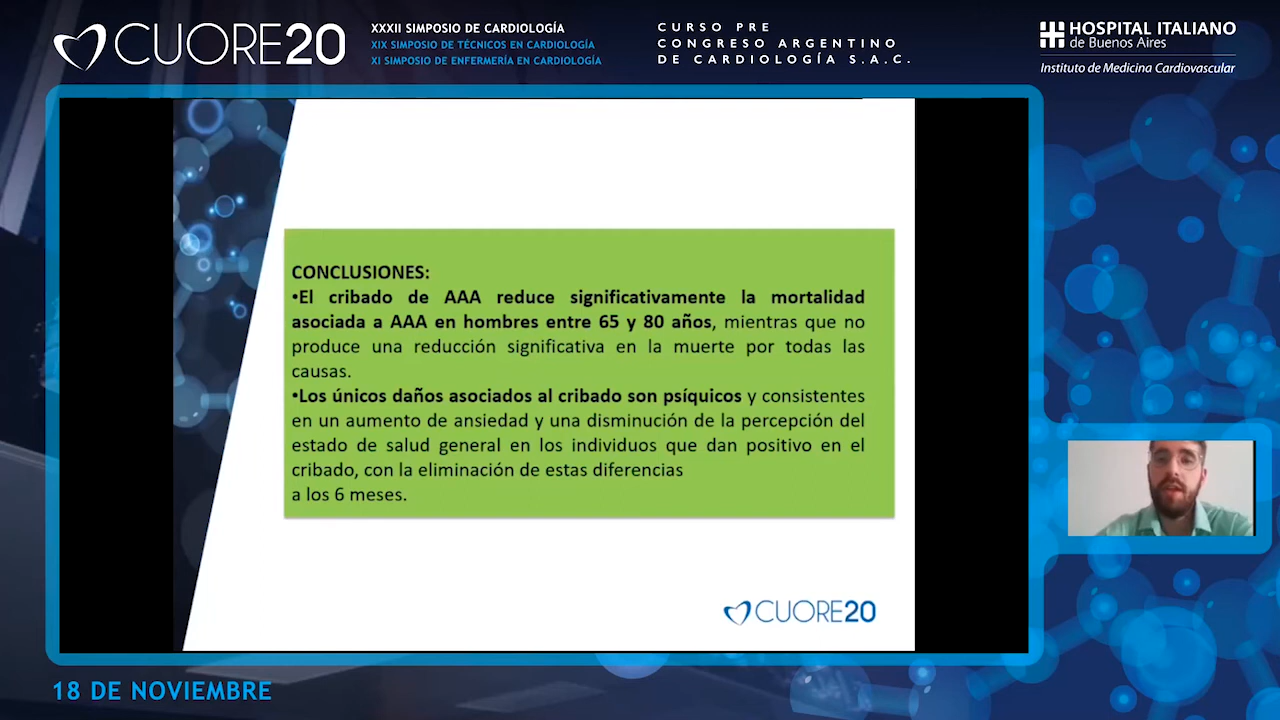 CUORE20
XXXII SIMPOSIO DE CARDIOLOGÍA
XIX SIMPOSIO DE TÉCNICOS EN CARDIOLOGÍA
XI SIMPOSIO DE ENFERMERÍA EN CARDIOLOGÍA
CURSO PRE
CONGRESO ARGENTINO
DE CARDIOLOGÍA S.A.C.
HOSPITAL ITALIANO
de Buenos Aires
Instituto de Medicina Cardiovascular
CONCLUSIONES:
•El cribado de AAA reduce significativamente la mortalidad
asociada a AAA en hombres entre 65 y 80 años, mientras que no
produce una reducción significativa en la muerte por todas las
causas.
•Los únicos daños asociados al cribado son psíquicos y consistentes
en un aumento de ansiedad y una disminución de la percepción del
estado de salud general en los individuos que dan positivo en el
cribado, con la eliminación de estas diferencias
a los 6 meses.
CUORE20
18 DE NOVIEMBRE